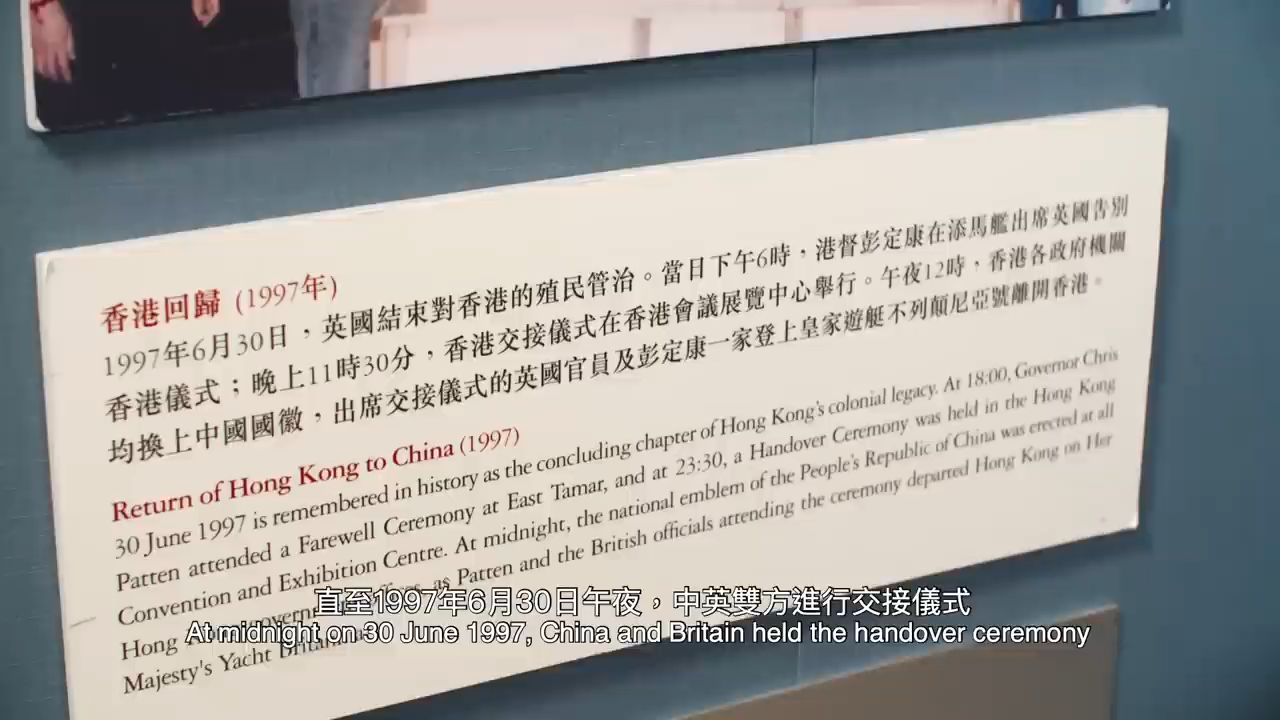 香港回歸 (1997年)
1997年6月30日，英國結束對香港的殖民管治。當日下午6時，港督彭定康在添馬艦出席英國告別
香港儀式；晚上11時30分，香港交接儀式在香港會議展覽中心舉行。午夜12時，香港各政府機關
均換上中國國徽，出席交接儀式的英國官員及彭定康一家登上皇家遊艇不列顛尼亞號離開香港。
Return of Hong Kong to China (1997)
30 June 1997 is remembered in history as the concluding chapter of Hong Kong's colonial legacy. At 18:00, Governor Chris
Patten attended a Farewell Ceremony at East Tamar, and at 23:30, a Handover Ceremony was held in the Hong Kong
Convention and Exhibition Centre. At midnight, the national emblem of the People's Republic of China was erected at all
Hong as Patten and the British officials attending the ceremony departed Hong Kong on Her
Majesty's Yacht
直至1997年6月30日午夜，中英雙方進行交接儀式
At midnight on 30 June 1997, China and Britain held the handover ceremony